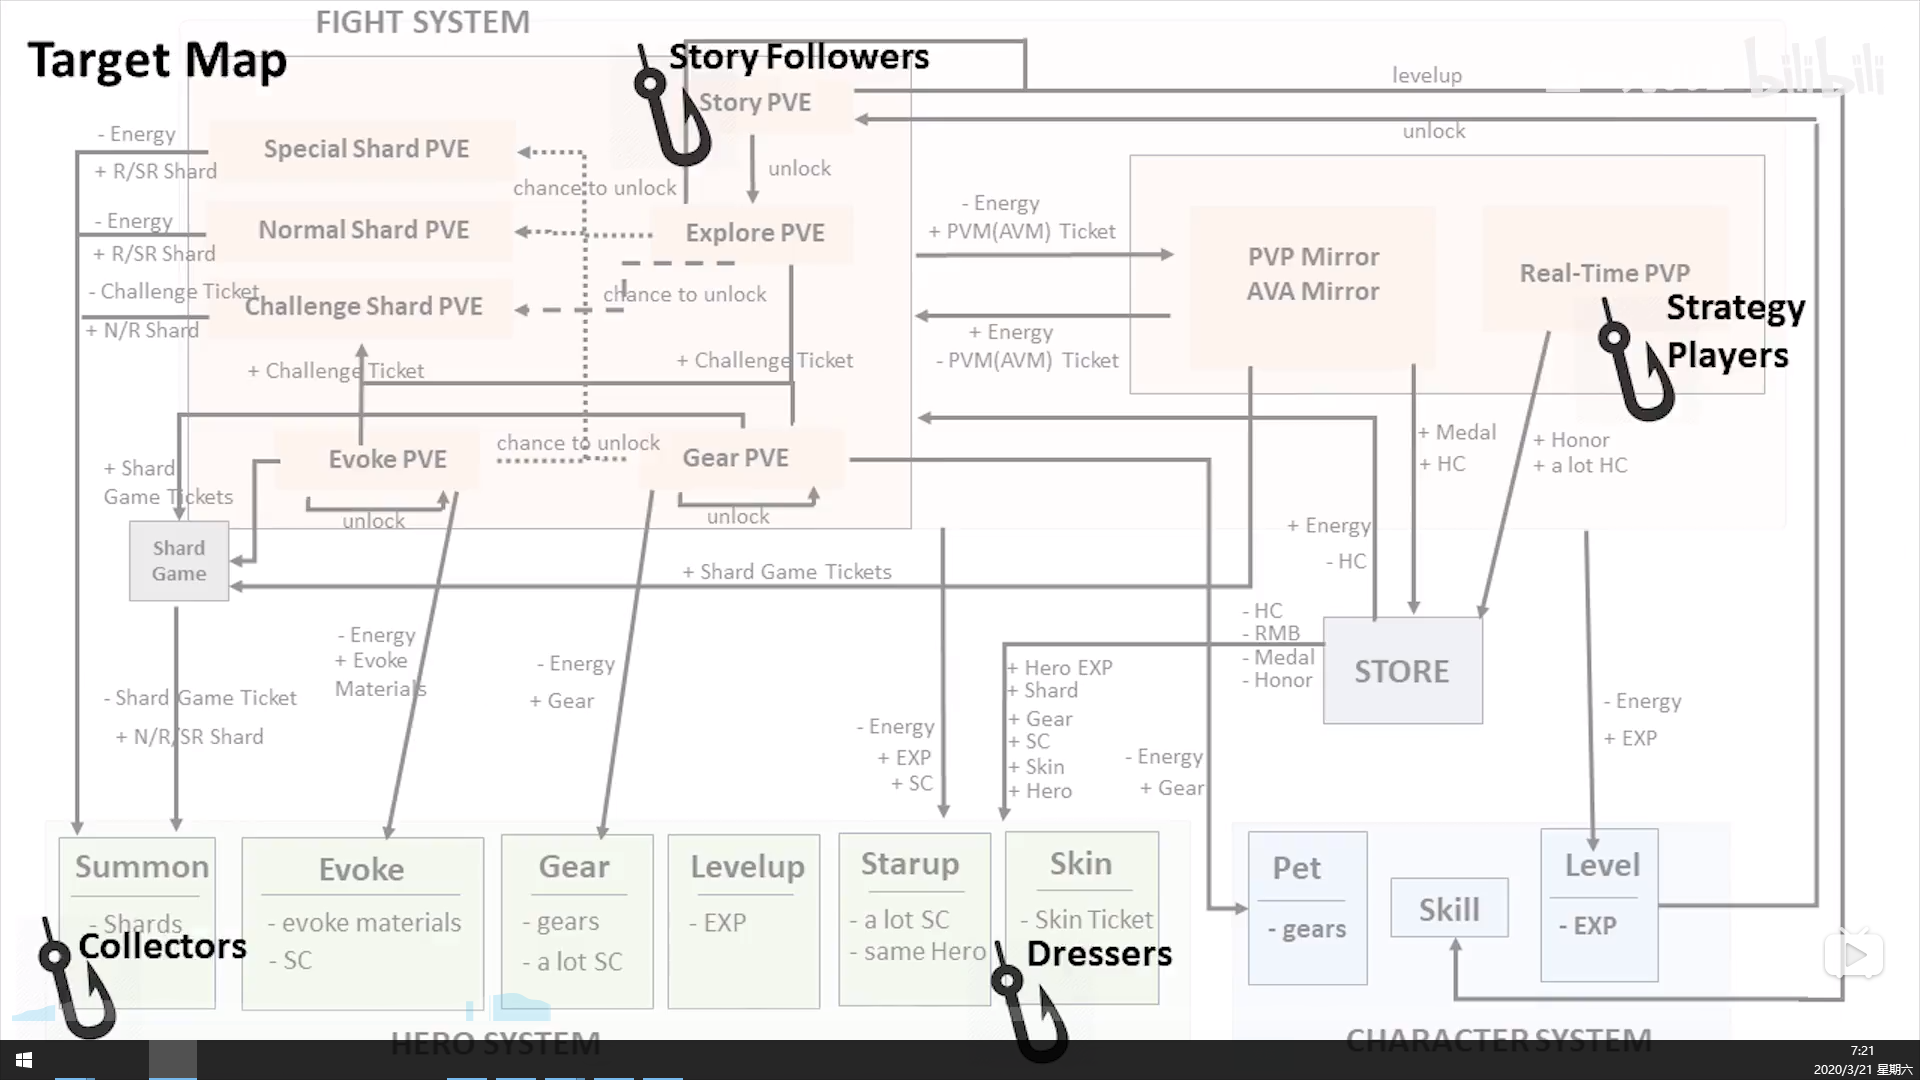 FIGHT SYSTEM
Target Map
Story Followers
Story PVE
levelup
unlock
- Energy
+ R/SR Shard
Special Shard PVE
chance to unlock
unlock
- Energy
+ R/SR Shard
Normal Shard PVE
Explore PVE
- Energy
+ PVM(AVM) Ticket
PVP Mirror
AVA Mirror
Real-Time PVP
Strategy
Players
- Challenge Ticket
+ N/R Shard
Challenge Shard PVE
chance to unlock
+ Energy
- PVM(AVM) Ticket
+ Challenge Ticket
+ Challenge Ticket
chance to unlock
Evoke PVE
unlock
Gear PVE
unlock
+ Medal
+ HC
+ Honor
+ a lot HC
+ Shard
Game Tickets
Shard
Game
+ Shard Game Tickets
+ Energy
- HC
- HC
- RMB
- Medal
- Honor
STORE
- Energy
+ Evoke
Materials
- Energy
+ Gear
- Shard Game Ticket
+ N/R/SR Shard
- Energy
+ EXP
+ SC
+ Hero EXP
+ Shard
+ Gear
+ SC
+ Skin
+ Hero
- Energy
+ Gear
- Energy
+ EXP
Summon
- Shards
Collectors
Evoke
- evoke materials
- SC
Gear
- gears
- a lot SC
Levelup
- EXP
Starup
- a lot SC
- same Hero
Skin
- Skin Ticket
Dressers
Pet
- gears
Skill
Level
- EXP
HERO SYSTEM
CHARACTER SYSTEM
bilibili
7:21
2020/3/21 星期六